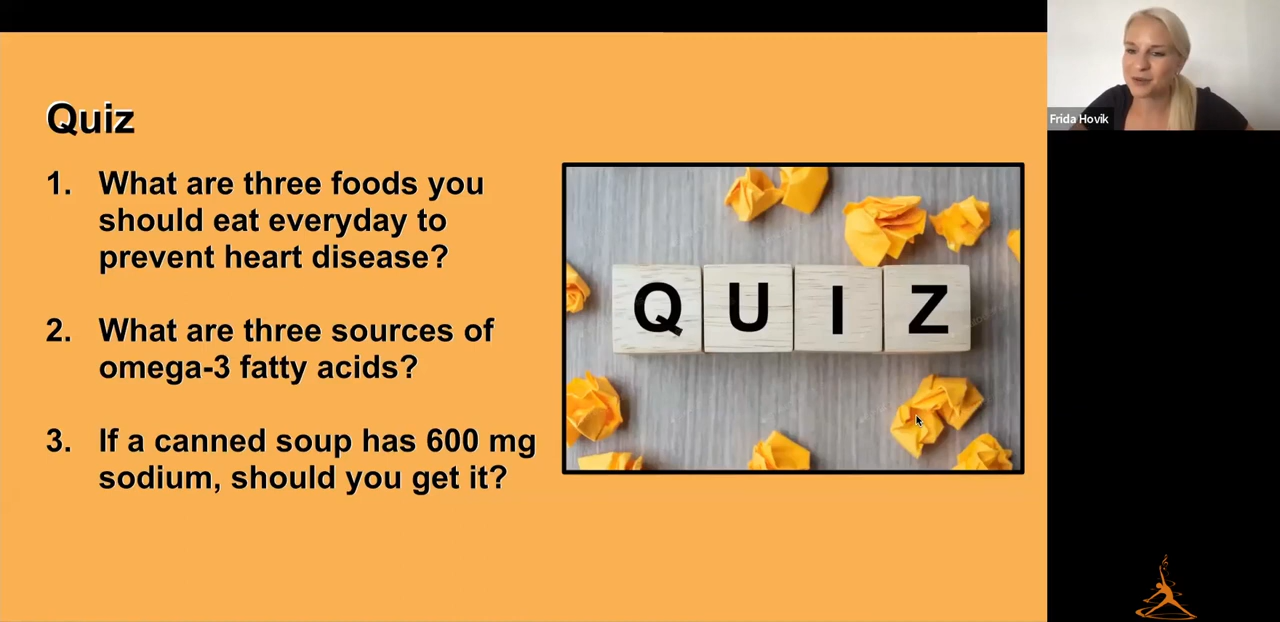 Quiz
1. What are three foods you
should eat everyday to
prevent heart disease?
2. What are three sources of
omega-3 fatty acids?
3. If a canned soup has 600 mg
sodium, should you get it?
Q U I Z
Frida Hovik